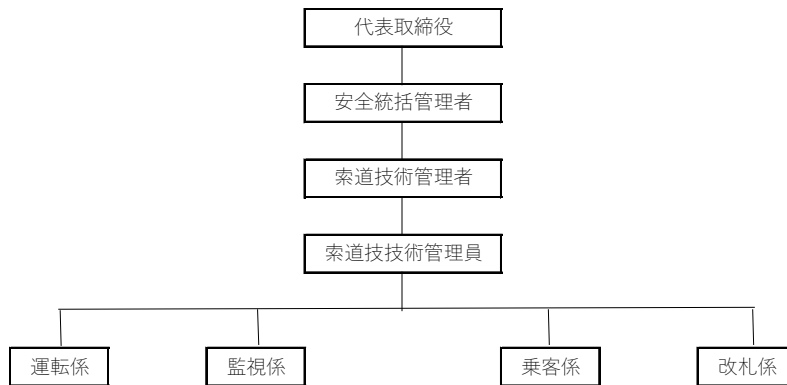 代表取締役
安全統括管理者
索道技術管理者
索道技技術管理員
運転係
監視係
乗客係
改札係